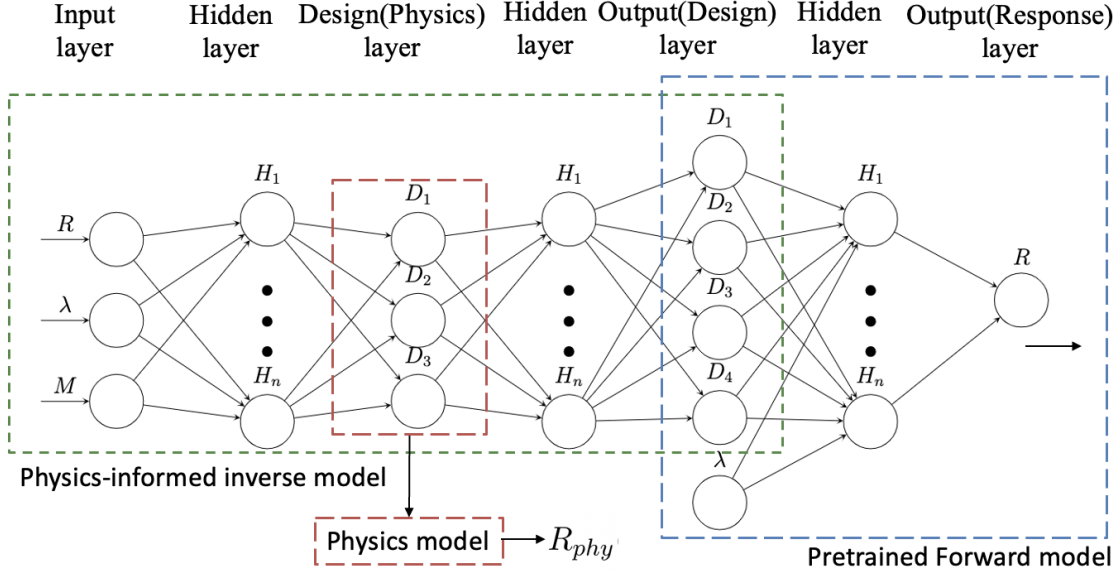 Input layer
Hidden layer
Design(Physics) layer
Hidden layer
Output(Design) layer
Hidden layer
Output(Response) layer
R
λ
M
H₁
Hₙ
D₁
D₂
D₃
H₁
Hₙ
D₁
D₂
D₃
D₄
λ
H₁
Hₙ
R
Physics-informed inverse model
Physics model
R_{phy}
Pretrained Forward model